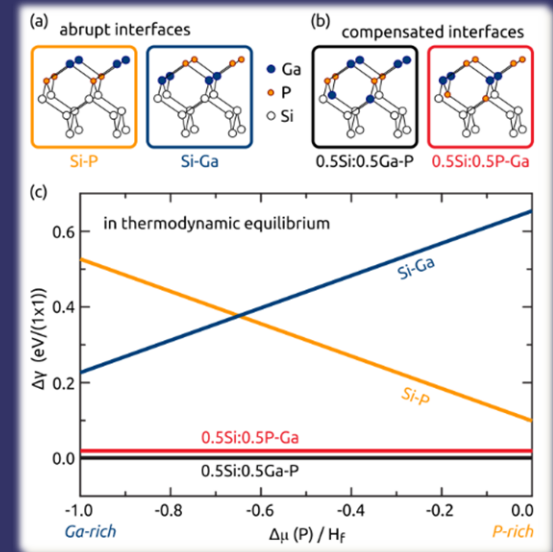 (a) abrupt interfaces
(b) compensated interfaces
Ga
P
Si
Si-P
Si-Ga
0.5Si:0.5Ga-P
0.5Si:0.5P-Ga
(c)
in thermodynamic equilibrium
0.6
0.4
0.2
0.0
Δγ (eV/(1x1)
Si-Ga
Si-P
0.5Si:0.5P-Ga
0.5Si:0.5Ga-P
-1.0 -0.8 -0.6 -0.4 -0.2 0.0
Ga-rich Δμ (P) / Hf P-rich